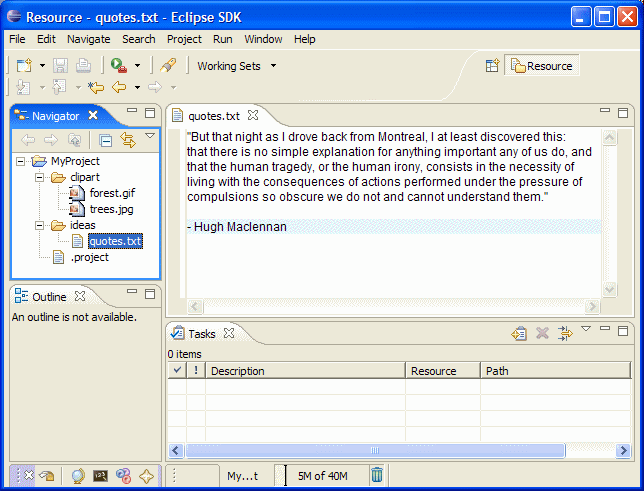 Resource - quotes.txt - Eclipse SDK
File Edit Navigate Search Project Run Window Help
Working Sets
Resource
Navigator
MyProject
clipart
forest.gif
trees.jpg
ideas
quotes.txt
.project
quotes.txt
"But that night as I drove back from Montreal, I at least discovered this:
that there is no simple explanation for anything important any of us do, and
that the human tragedy, or the human irony, consists in the necessity of
living with the consequences of actions performed under the pressure of
compulsions so obscure we do not and cannot understand them."
- Hugh Maclennan
Outline
An outline is not available.
Tasks
0 items
! Description Resource Path
My...t 5M of 40M